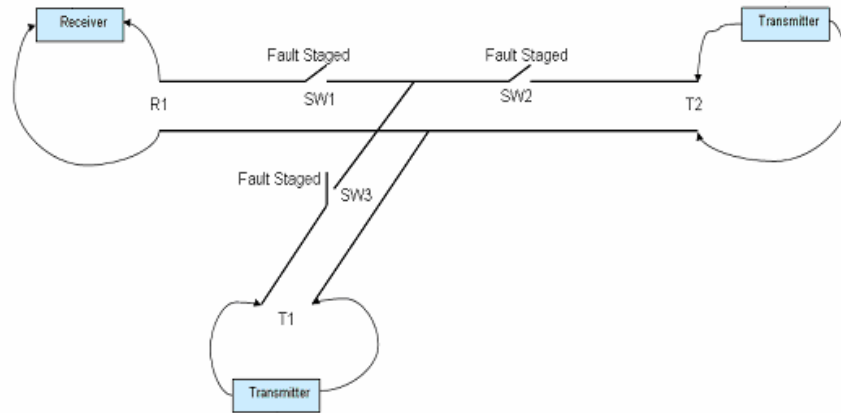 Receiver
Transmitter
Fault Staged
Fault Staged
R1
SW1
SW2
T2
Fault Staged
SW3
T1
Transmitter